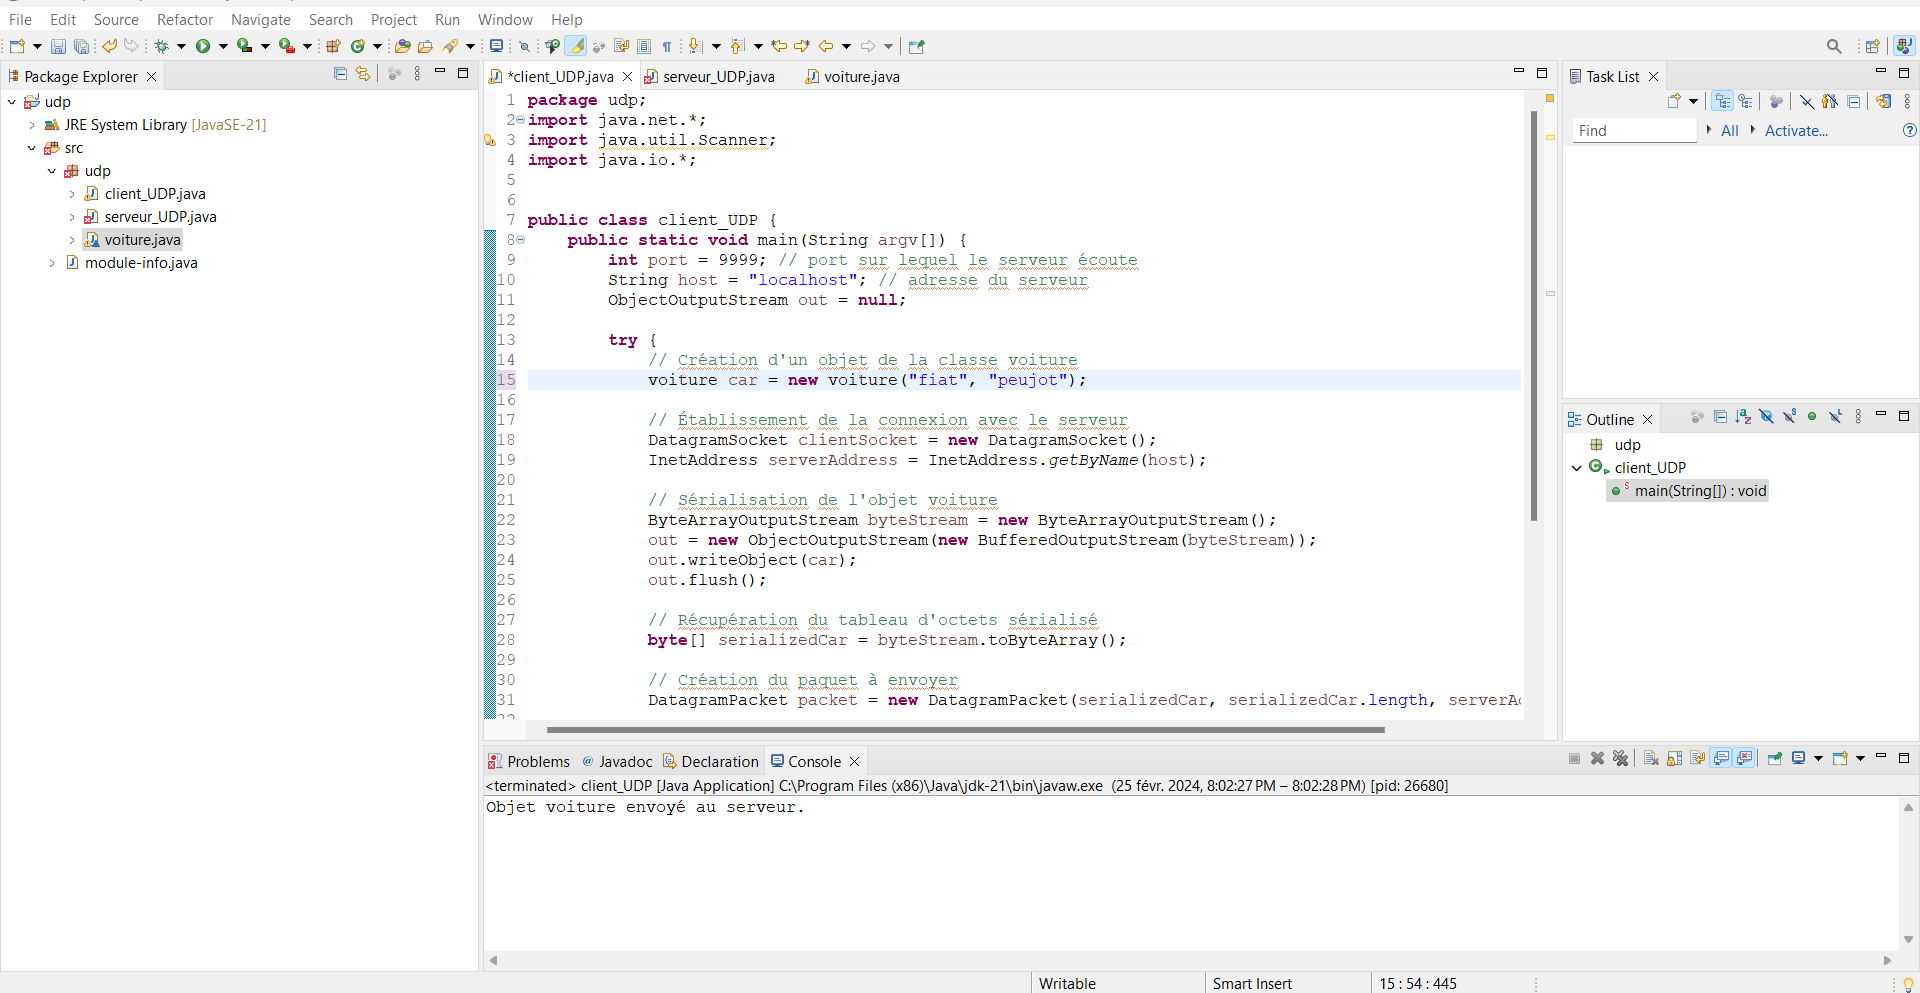 File Edit Source Refactor Navigate Search Project Run Window Help
Package Explorer
udp
JRE System Library [JavaSE-21]
src
udp
client_UDP.java
serveur_UDP.java
voiture.java
module-info.java
*client_UDP.java serveur_UDP.java voiture.java
1 package udp;
2 import java.net.*;
3 import java.util.Scanner;
4 import java.io.*;
5
6
7 public class client_UDP {
8 public static void main(String argv[]) {
9 int port = 9999; // port sur lequel le serveur écoute
10 String host = "localhost"; // adresse du serveur
11 ObjectOutputStream out = null;
12
13 try {
14 // Création d'un objet de la classe voiture
15 voiture car = new voiture("fiat", "peujot");
16
17 // Établissement de la connexion avec le serveur
18 DatagramSocket clientSocket = new DatagramSocket();
19 InetAddress serverAddress = InetAddress.getByName(host);
20
21 // Sérialisation de l'objet voiture
22 ByteArrayOutputStream byteStream = new ByteArrayOutputStream();
23 out = new ObjectOutputStream(new BufferedOutputStream(byteStream));
24 out.writeObject(car);
25 out.flush();
26
27 // Récupération du tableau d'octets sérialisé
28 byte[] serializedCar = byteStream.toByteArray();
29
30 // Création du paquet à envoyer
31 DatagramPacket packet = new DatagramPacket(serializedCar, serializedCar.length,
Task List
Find All Activate...
Outline
udp
client_UDP
main(String[]) : void
Problems @ Javadoc Declaration Console
<terminated> client_UDP [Java Application] C:\Program Files (x86)\Java\jdk-21\bin\javaw.exe (25 févr. 2024, 8:02:27 PM – 8:02:28 PM) [pid: 26680]
Objet voiture envoyé au serveur.
Writable Smart Insert 15 : 54 : 445